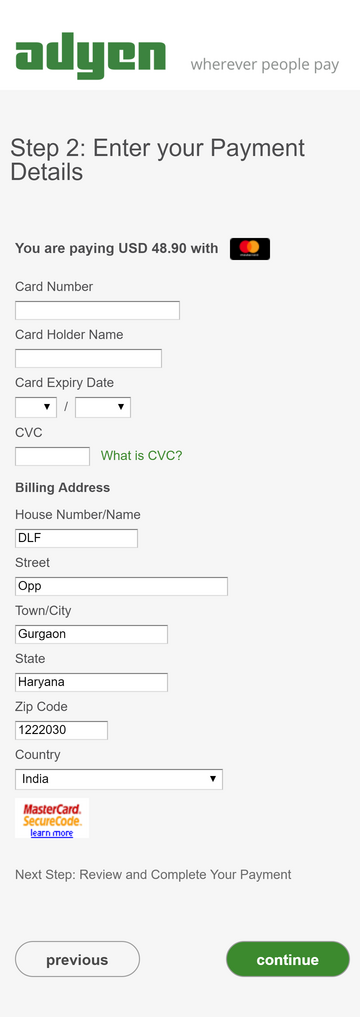 adyen
wherever people pay
Step 2: Enter your Payment
Details
You are paying USD 48.90 with
Card Number
Card Holder Name
Card Expiry Date
/
CVC
What is CVC?
Billing Address
House Number/Name
DLF
Street
Opp
Town/City
Gurgaon
State
Haryana
Zip Code
1222030
Country
India
MasterCard.
SecureCode.
learn more
Next Step: Review and Complete Your Payment
previous
continue